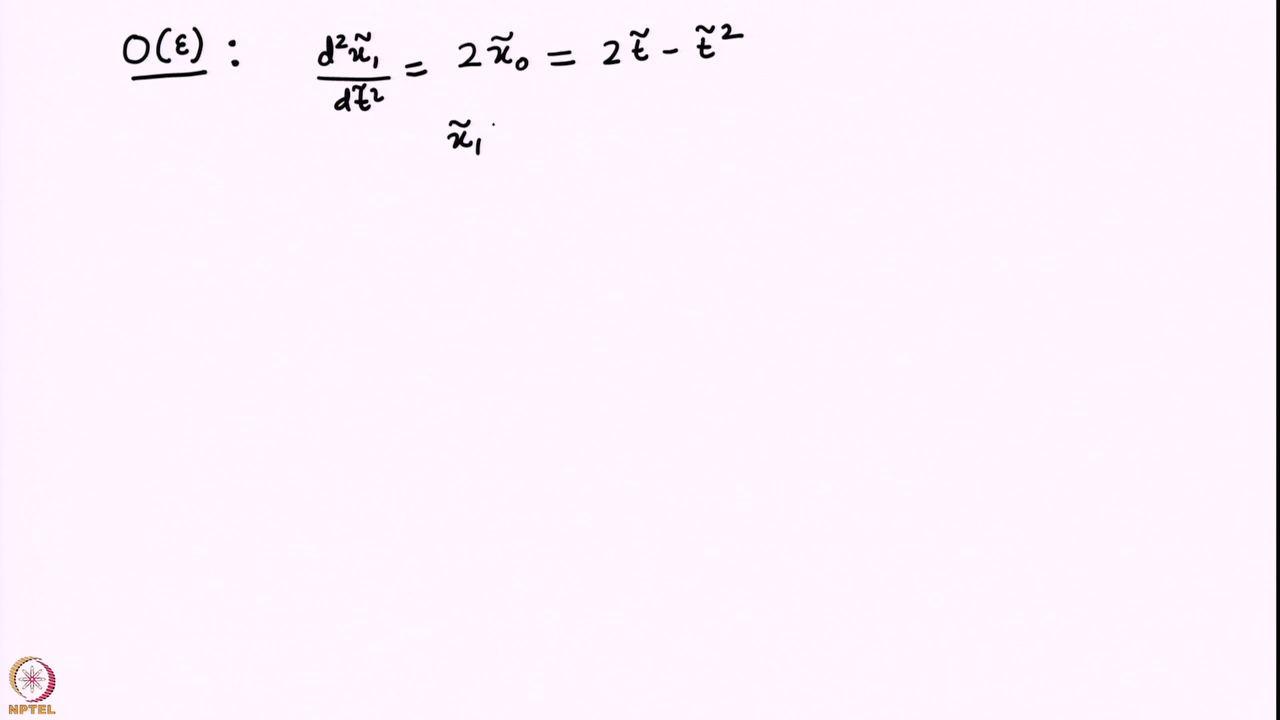 O(ε) : d²x̃₁/dt̃² = 2x̃₀ = 2t̃ - t̃²
x̃₁
NPTEL